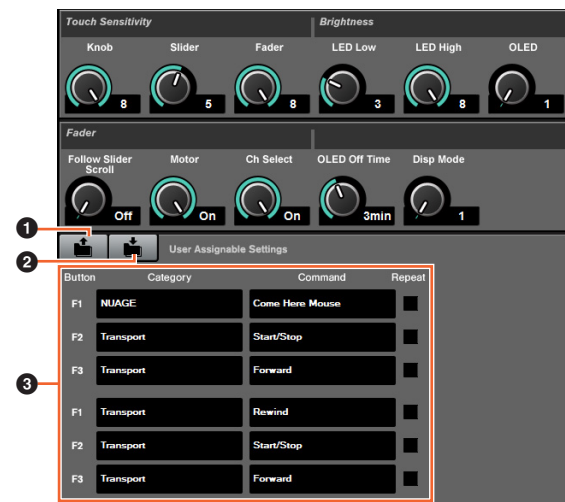 Touch Sensitivity Brightness
Knob Slider Fader LED Low LED High OLED
8 5 8 3 8 1
Fader
Follow Slider Scroll Motor Ch Select OLED Off Time Disp Mode
Off On On 3min 1
1
2
User Assignable Settings
Button Category Command Repeat
F1 NUAGE Come Here Mouse
F2 Transport Start/Stop
F3 Transport Forward
3
F1 Transport Rewind
F2 Transport Start/Stop
F3 Transport Forward